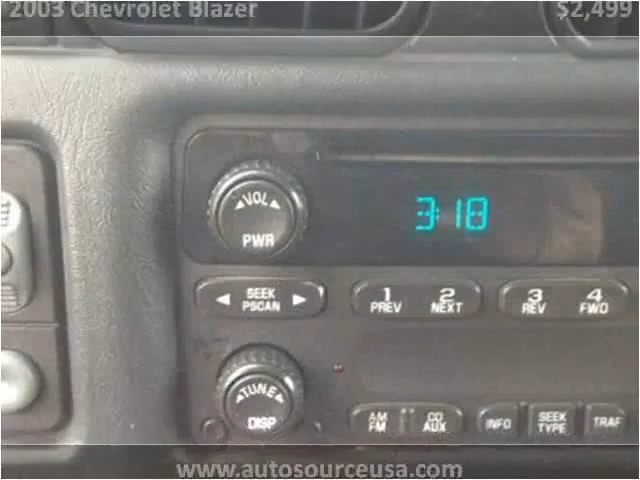 2003 Chevrolet Blazer $2,499
VOL
PWR
3:18
SEEK
PSCAN
1 2 3 4
PREV NEXT REV FWD
TUNE
DISP
AM
FM
CD
AUX
INFO
SEEK
TYPE
TRAF
www.autosourceusa.com